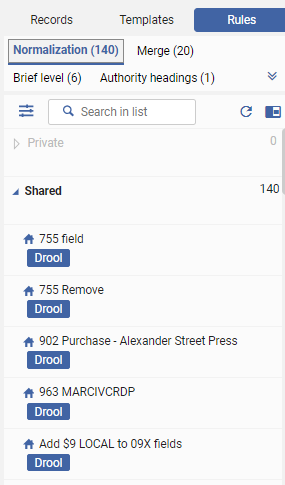 Records Templates Rules
Normalization (140) Merge (20)
Brief level (6) Authority headings (1)
Search in list
Private 0
Shared 140
755 field
Drool
755 Remove
Drool
902 Purchase - Alexander Street Press
Drool
963 MARCIVCRDP
Drool
Add $9 LOCAL to 09X fields
Drool